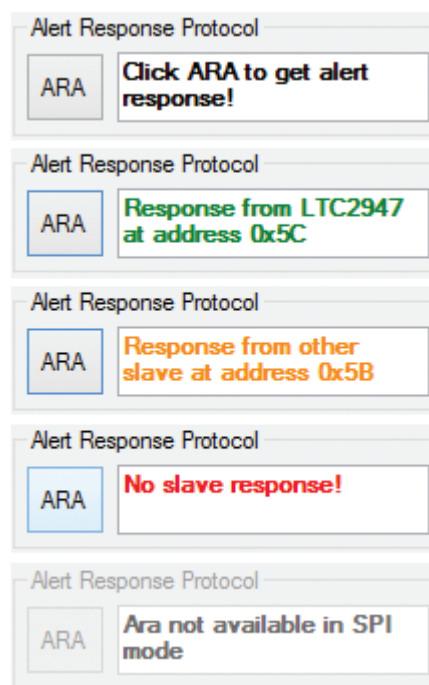 Alert Response Protocol
ARA
Click ARA to get alert
response!
Alert Response Protocol
ARA
Response from LTC2947
at address 0x5C
Alert Response Protocol
ARA
Response from other
slave at address 0x5B
Alert Response Protocol
ARA
No slave response!
Alert Response Protocol
ARA
Ara not available in SPI
mode